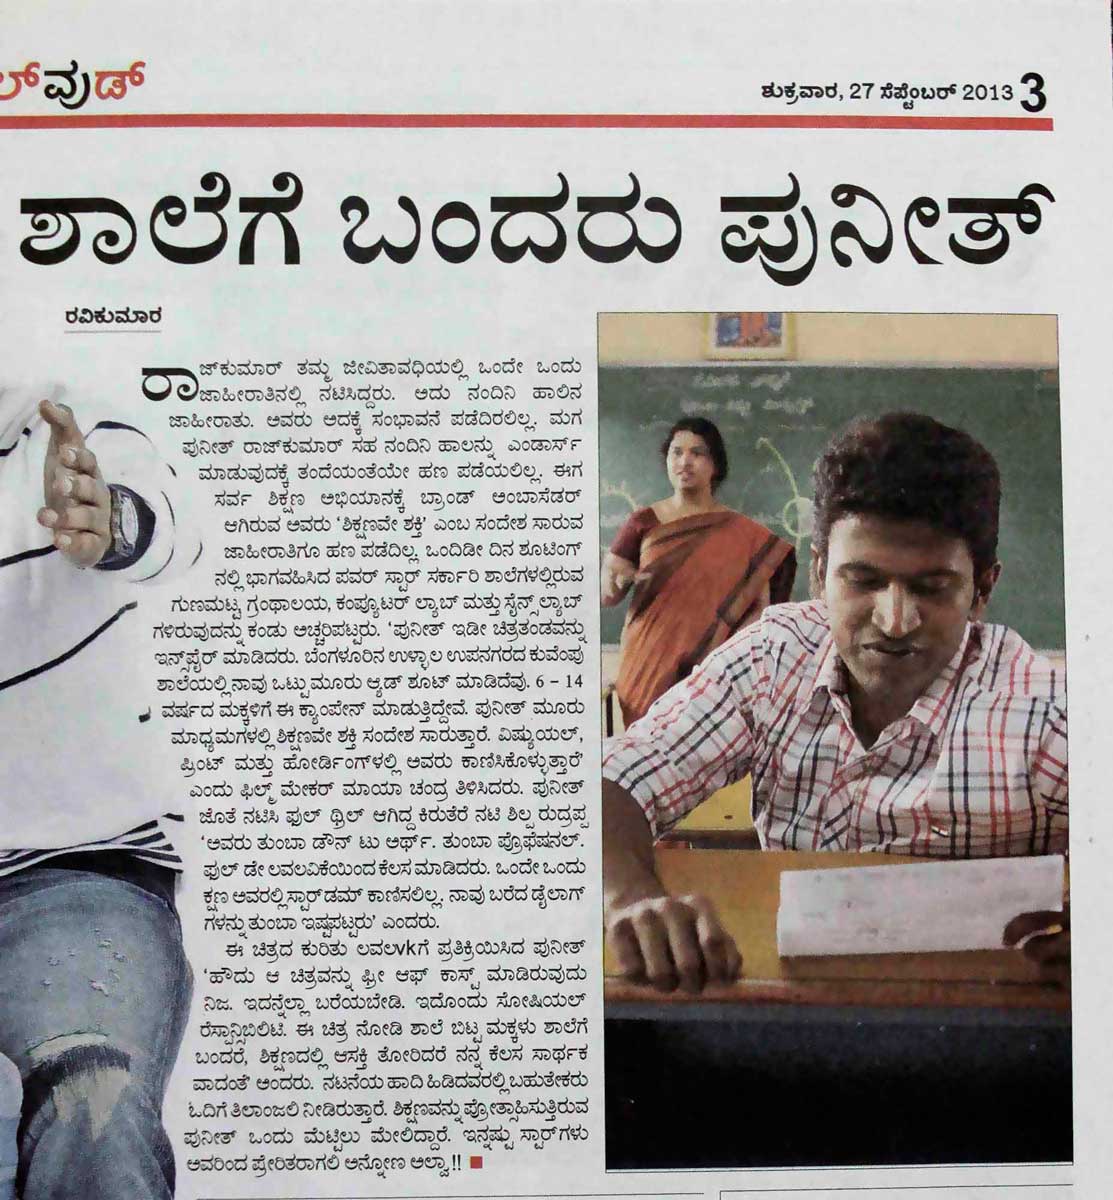 ಲ್‌ವುಡ್
ಶುಕ್ರವಾರ, 27 ಸೆಪ್ಟೆಂಬರ್ 2013 3
ಶಾಲೆಗೆ ಬಂದರು ಪುನೀತ್
ರವಿಕುಮಾರ
ರಾಜ್‌ಕುಮಾರ್ ತಮ್ಮ ಜೀವಿತಾವಧಿಯಲ್ಲಿ ಒಂದೇ ಒಂದು
ಜಾಹೀರಾತಿನಲ್ಲಿ ನಟಿಸಿದ್ದರು. ಅದು ನಂದಿನಿ ಹಾಲಿನ
ಜಾಹೀರಾತು. ಅವರು ಅದಕ್ಕೆ ಸಂಭಾವನೆ ಪಡೆದಿರಲಿಲ್ಲ. ಮಗ
ಪುನೀತ್ ರಾಜ್‌ಕುಮಾರ್ ಸಹ ನಂದಿನಿ ಹಾಲನ್ನು ಎಂಡಾರ್ಸ್
ಮಾಡುವುದಕ್ಕೆ ತಂದೆಯಂತೆಯೇ ಹಣ ಪಡೆಯಲಿಲ್ಲ. ಈಗ
ಸರ್ವ ಶಿಕ್ಷಣ ಅಭಿಯಾನಕ್ಕೆ ಬ್ರಾಂಡ್ ಅಂಬಾಸೆಡರ್
ಆಗಿರುವ ಅವರು ‘ಶಿಕ್ಷಣವೇ ಶಕ್ತಿ’ ಎಂಬ ಸಂದೇಶ ಸಾರುವ
ಜಾಹೀರಾತಿಗೂ ಹಣ ಪಡೆದಿಲ್ಲ. ಒಂದಿಡೀ ದಿನ ಶೂಟಿಂಗ್
ನಲ್ಲಿ ಭಾಗವಹಿಸಿದ ಪವರ್ ಸ್ಟಾರ್ ಸರ್ಕಾರಿ ಶಾಲೆಗಳಲ್ಲಿರುವ
ಗುಣಮಟ್ಟ, ಗ್ರಂಥಾಲಯ, ಕಂಪ್ಯೂಟರ್ ಲ್ಯಾಬ್ ಮತ್ತು ಸೈನ್ಸ್ ಲ್ಯಾಬ್
ಗಳಿರುವುದನ್ನು ಕಂಡು ಅಚ್ಚರಿಪಟ್ಟರು. ‘ಪುನೀತ್ ಇಡೀ ಚಿತ್ರತಂಡವನ್ನು
ಇನ್ಸ್‌ಪೈರ್ ಮಾಡಿದರು. ಬೆಂಗಳೂರಿನ ಉಳ್ಳಾಲ ಉಪನಗರದ ಕುವೆಂಪು
ಶಾಲೆಯಲ್ಲಿ ನಾವು ಒಟ್ಟು ಮೂರು ಆ್ಯಡ್ ಶೂಟ್ ಮಾಡಿದೆವು. 6 – 14
ವರ್ಷದ ಮಕ್ಕಳಿಗೆ ಈ ಕ್ಯಾಂಪೇನ್ ಮಾಡುತ್ತಿದ್ದೇವೆ. ಪುನೀತ್ ಮೂರು
ಮಾಧ್ಯಮಗಳಲ್ಲಿ ಶಿಕ್ಷಣವೇ ಶಕ್ತಿ ಸಂದೇಶ ಸಾರುತ್ತಾರೆ. ವಿಷ್ಯುಯಲ್,
ಪ್ರಿಂಟ್ ಮತ್ತು ಹೋರ್ಡಿಂಗ್‌ಳಲ್ಲಿ ಅವರು ಕಾಣಿಸಿಕೊಳ್ಳುತ್ತಾರೆ’
ಎಂದು ಫಿಲ್ಮ್ ಮೇಕರ್ ಮಾಯಾ ಚಂದ್ರ ತಿಳಿಸಿದರು. ಪುನೀತ್
ಜೊತೆ ನಟಿಸಿ ಫುಲ್ ಥ್ರಿಲ್ ಆಗಿದ್ದ ಕಿರುತೆರೆ ನಟಿ ಶಿಲ್ಪ ರುದ್ರಪ್ಪ
‘ಅವರು ತುಂಬಾ ಡೌನ್ ಟು ಅರ್ಥ್. ತುಂಬಾ ಪ್ರೊಫೆಷನಲ್.
ಫುಲ್ ಡೇ ಲವಲವಿಕೆಯಿಂದ ಕೆಲಸ ಮಾಡಿದರು. ಒಂದೇ ಒಂದು
ಕ್ಷಣ ಅವರಲ್ಲಿ ಸ್ಟಾರ್‌ಡಮ್ ಕಾಣಿಸಲಿಲ್ಲ. ನಾವು ಬರೆದ ಡೈಲಾಗ್
ಗಳನ್ನು ತುಂಬಾ ಇಷ್ಟಪಟ್ಟರು’ ಎಂದರು.
ಈ ಚಿತ್ರದ ಕುರಿತು ಲವಲvkಗೆ ಪ್ರತಿಕ್ರಿಯಿಸಿದ ಪುನೀತ್
‘ಹೌದು ಆ ಚಿತ್ರವನ್ನು ಫ್ರೀ ಆಫ್ ಕಾಸ್ಟ್ ಮಾಡಿರುವುದು
ನಿಜ. ಇದನ್ನೆಲ್ಲಾ ಬರೆಯಬೇಡಿ. ಇದೊಂದು ಸೋಷಿಯಲ್
ರೆಸ್ಪಾನ್ಸಿಬಿಲಿಟಿ. ಈ ಚಿತ್ರ ನೋಡಿ ಶಾಲೆ ಬಿಟ್ಟ ಮಕ್ಕಳು ಶಾಲೆಗೆ
ಬಂದರೆ, ಶಿಕ್ಷಣದಲ್ಲಿ ಆಸಕ್ತಿ ತೋರಿದರೆ ನನ್ನ ಕೆಲಸ ಸಾರ್ಥಕ
ವಾದಂತೆ’ ಅಂದರು. ನಟನೆಯ ಹಾದಿ ಹಿಡಿದವರಲ್ಲಿ ಬಹುತೇಕರು
ಓದಿಗೆ ತಿಲಾಂಜಲಿ ನೀಡಿರುತ್ತಾರೆ. ಶಿಕ್ಷಣವನ್ನು ಪ್ರೋತ್ಸಾಹಿಸುತ್ತಿರುವ
ಪುನೀತ್ ಒಂದು ಮೆಟ್ಟಿಲು ಮೇಲಿದ್ದಾರೆ. ಇನ್ನಷ್ಟು ಸ್ಟಾರ್‌ಗಳು
ಅವರಿಂದ ಪ್ರೇರಿತರಾಗಲಿ ಅನ್ನೋಣ ಅಲ್ವಾ!!